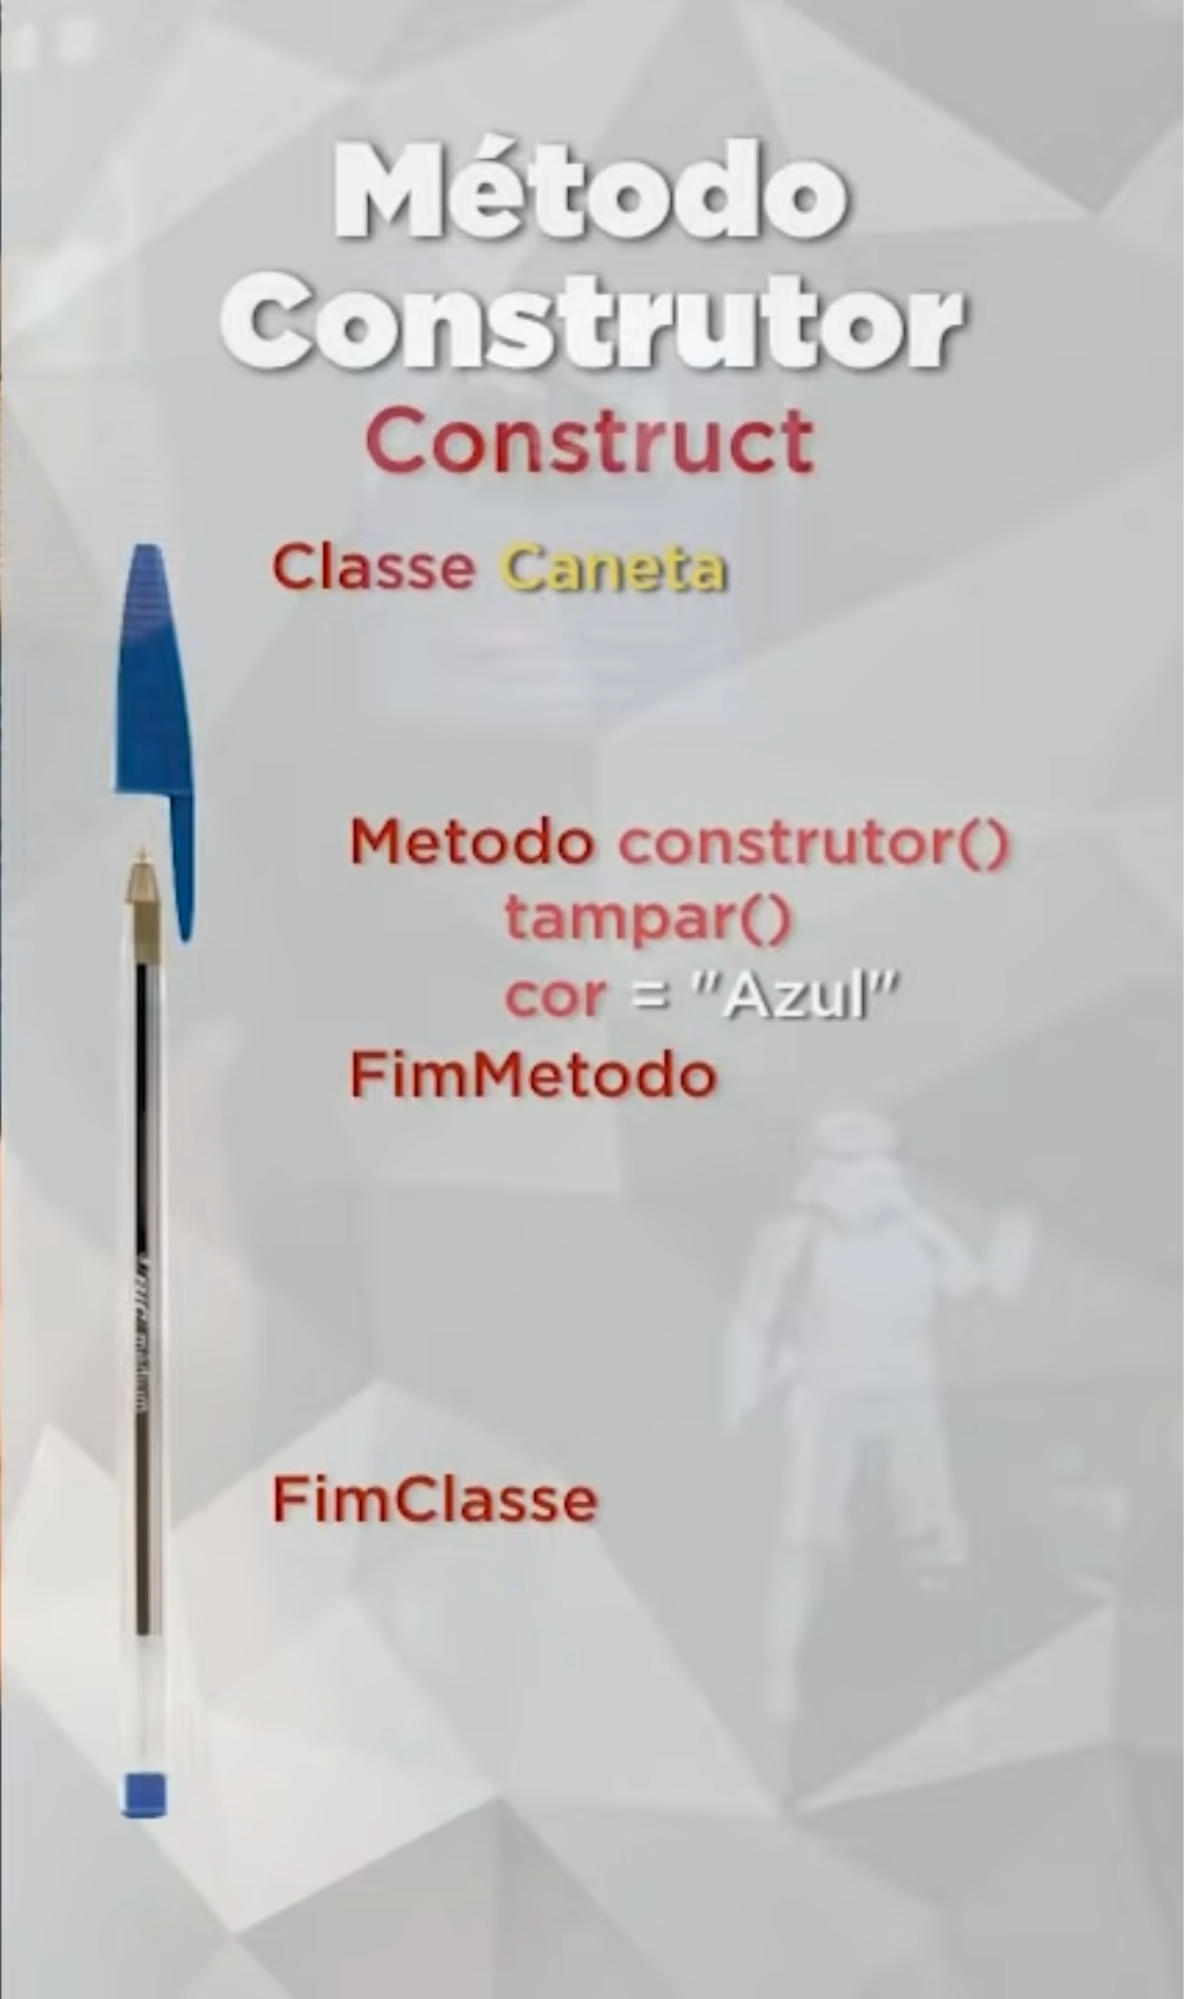 Método
Construtor
Construct
Classe Caneta
Metodo construtor()
tampar()
cor = "Azul"
FimMetodo
FimClasse